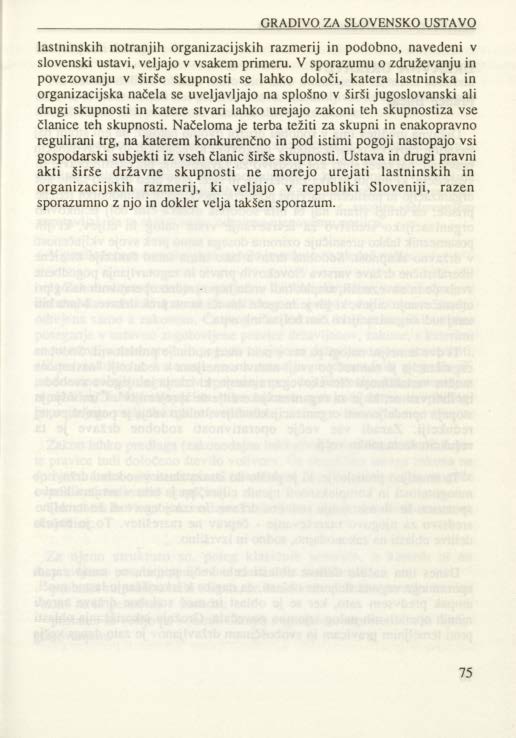 GRADIVO ZA SLOVENSKO USTAVO
lastninskih notranjih organizacijskih razmerij in podobno, navedeni v
slovenski ustavi, veljajo v vsakem primeru. V sporazumu o združevanju in
povezovanju v širše skupnosti se lahko določi, katera lastninska in
organizacijska načela se uveljavljajo na splošno v širši jugoslovanski ali
drugi skupnosti in katere stvari lahko urejajo zakoni teh skupnostiza vse
članice teh skupnosti. Načeloma je terba težiti za skupni in enakopravno
regulirani trg, na katerem konkurenčno in pod istimi pogoji nastopajo vsi
gospodarski subjekti iz vseh članic širše skupnosti. Ustava in drugi pravni
akti širše državne skupnosti ne morejo urejati lastninskih in
organizacijskih razmerij, ki veljajo v republiki Sloveniji, razen
sporazumno z njo in dokler velja takšen sporazum.
75